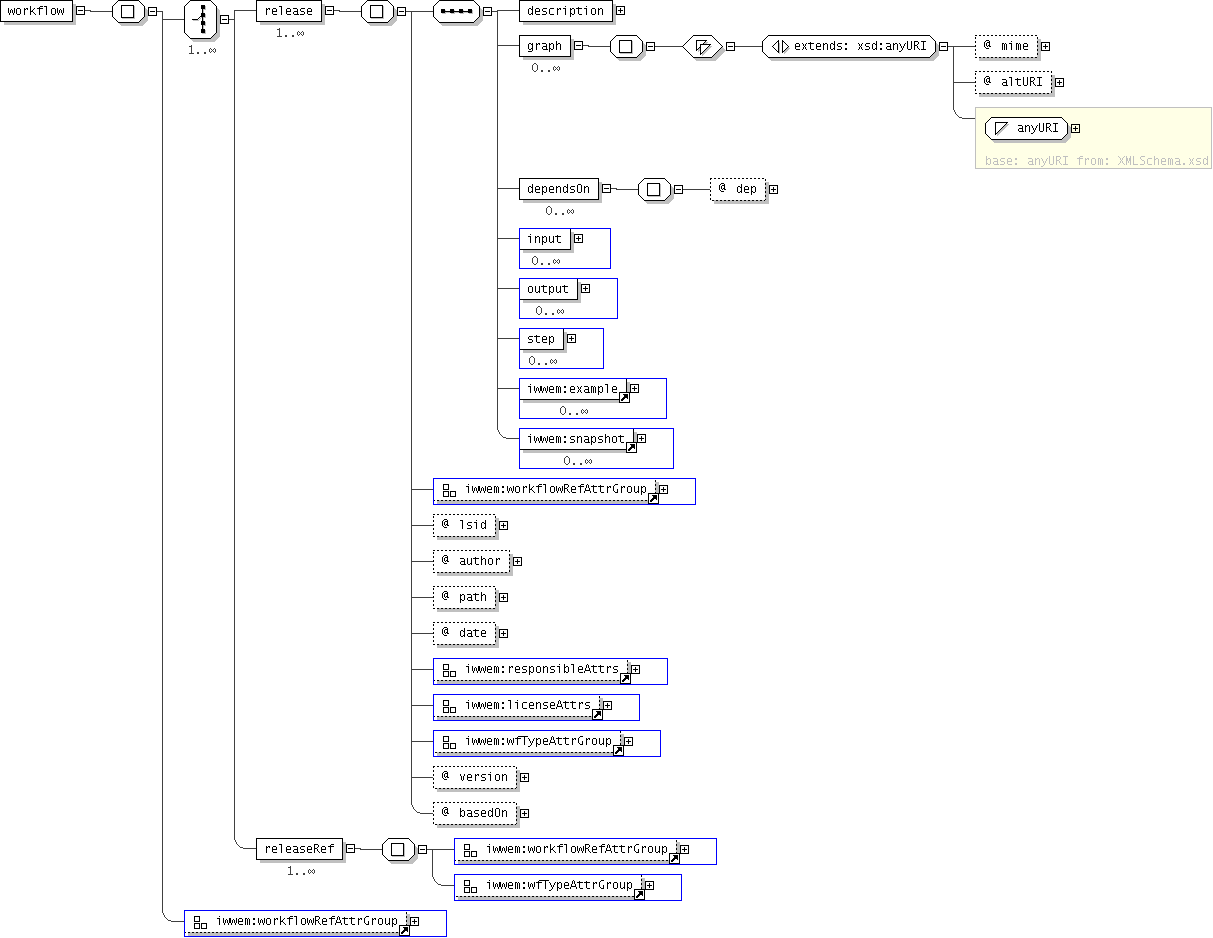 workflow
1..∞
release
1..∞
description
graph
0..∞
extends: xsd:anyURI
@ mime
@ altURI
anyURI
base: anyURI from: XMLSchema.xsd
dependsOn
0..∞
@ dep
input
0..∞
output
0..∞
step
0..∞
iwwem:example
0..∞
iwwem:snapshot
0..∞
iwwem:workflowRefAttrGroup
@ lsid
@ author
@ path
@ date
iwwem:responsibleAttrs
iwwem:licenseAttrs
iwwem:wfTypeAttrGroup
@ version
@ basedOn
releaseRef
1..∞
iwwem:workflowRefAttrGroup
iwwem:wfTypeAttrGroup
iwwem:workflowRefAttrGroup